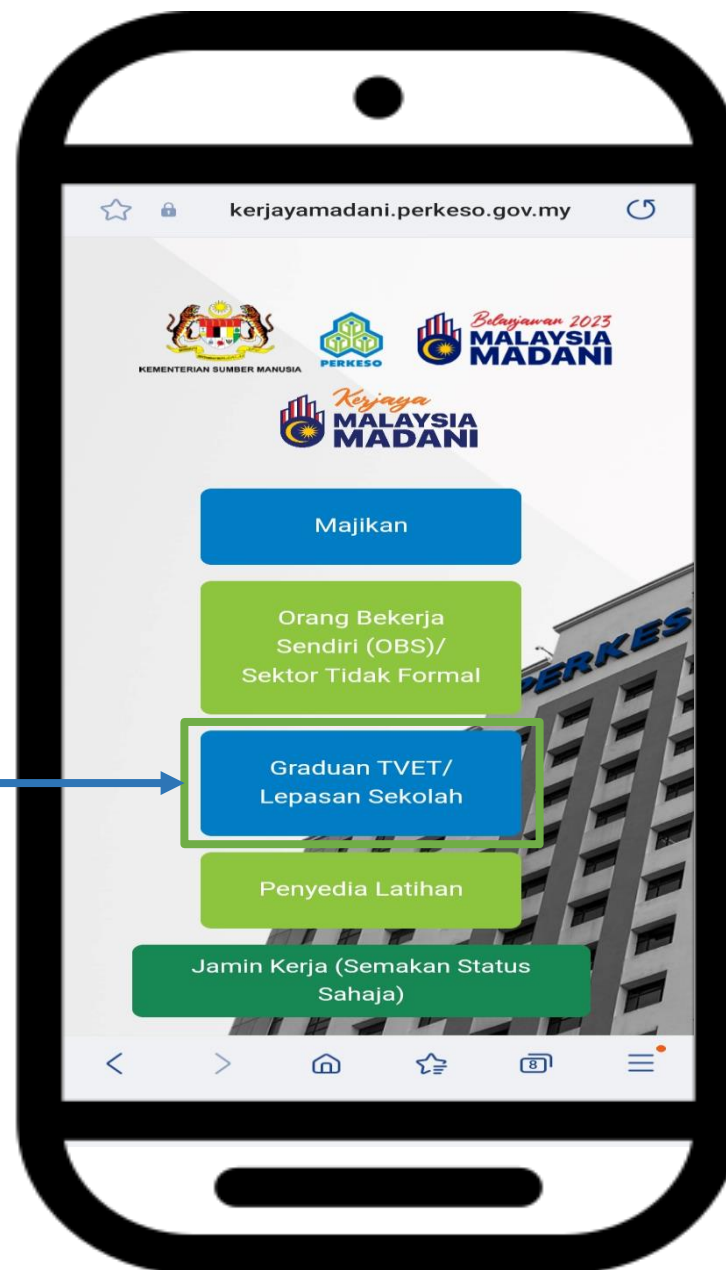 kerjayamadani.perkeso.gov.my
KEMENTERIAN SUMBER MANUSIA
PERKESO
Belanjawan 2023
MALAYSIA
MADANI
Kerjaya
MALAYSIA
MADANI
Majikan
Orang Bekerja
Sendiri (OBS)/
Sektor Tidak Formal
PERKES
Graduan TVET/
Lepasan Sekolah
Penyedia Latihan
Jamin Kerja (Semakan Status
Sahaja)
8